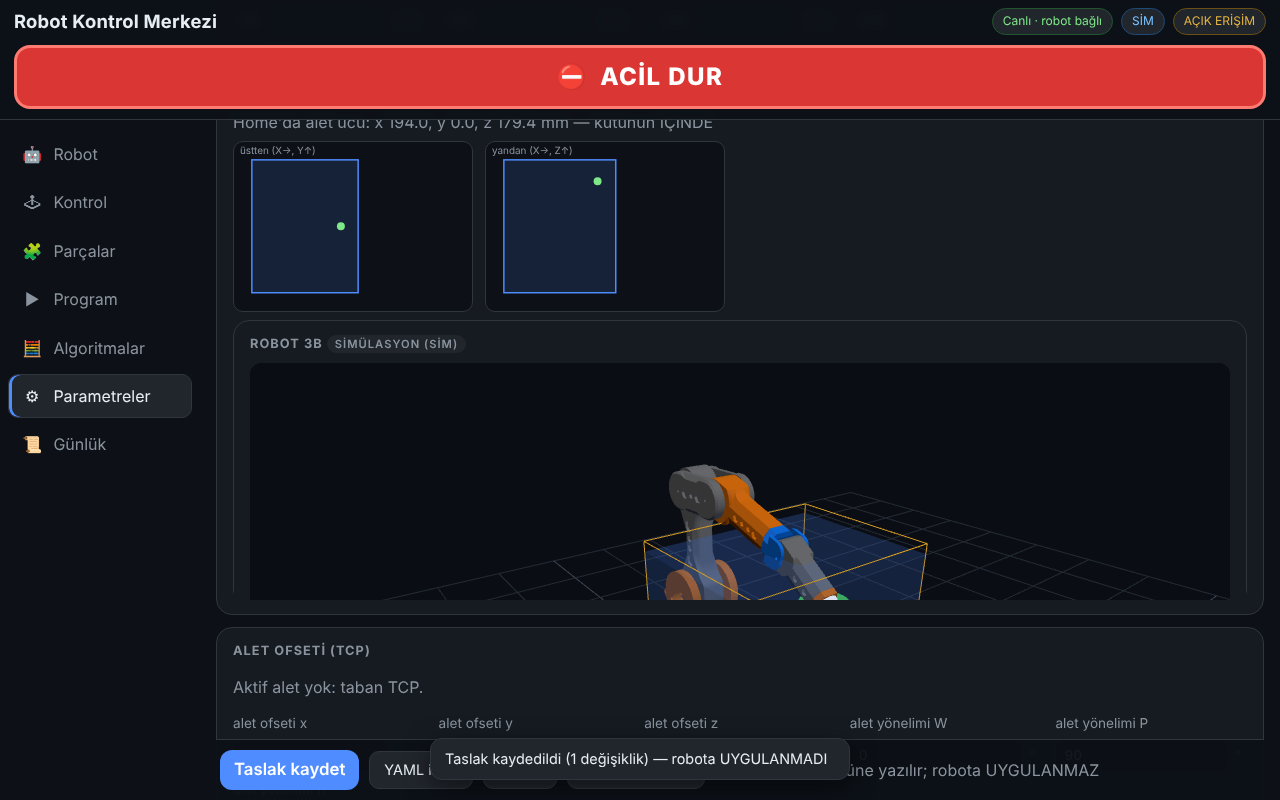 Robot Kontrol Merkezi
Canlı · robot bağlı
SİM
AÇIK ERİŞİM
⛔ ACİL DUR
🤖 Robot
🕹 Kontrol
🧩 Parçalar
▶ Program
🧮 Algoritmalar
⚙ Parametreler
📜 Günlük
Home'da alet ucu: x 194.0, y 0.0, z 179.4 mm — kutunun İÇİNDE
üstten (X→, Y↑)
yandan (X→, Z↑)
ROBOT 3B SİMÜLASYON (SİM)
ALET OFSETİ (TCP)
Aktif alet yok: taban TCP.
alet ofseti x
alet ofseti y
alet ofseti z
alet yönelimi W
alet yönelimi P
0
90
Taslak kaydet
YAML
Taslak kaydedildi (1 değişiklik) — robota UYGULANMADI
yazılır; robota UYGULANMAZ